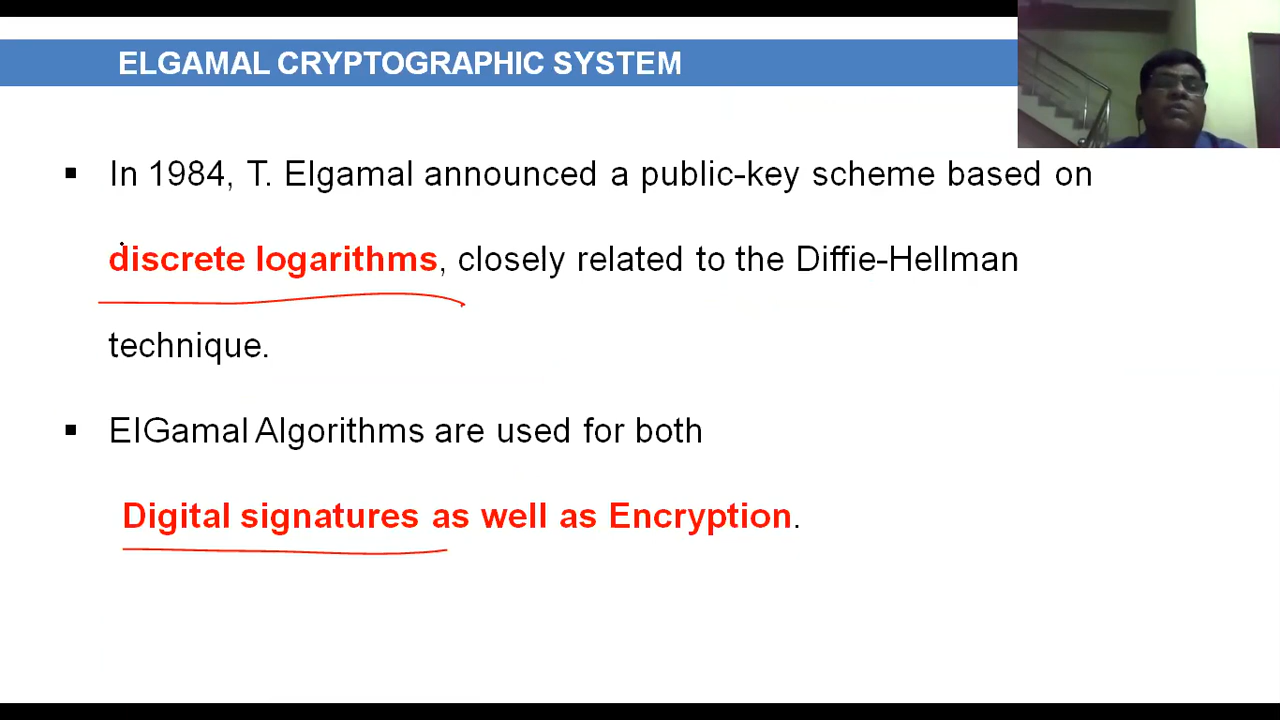 ELGAMAL CRYPTOGRAPHIC SYSTEM
▪ In 1984, T. Elgamal announced a public-key scheme based on
discrete logarithms, closely related to the Diffie-Hellman
technique.
▪ ElGamal Algorithms are used for both
Digital signatures as well as Encryption.